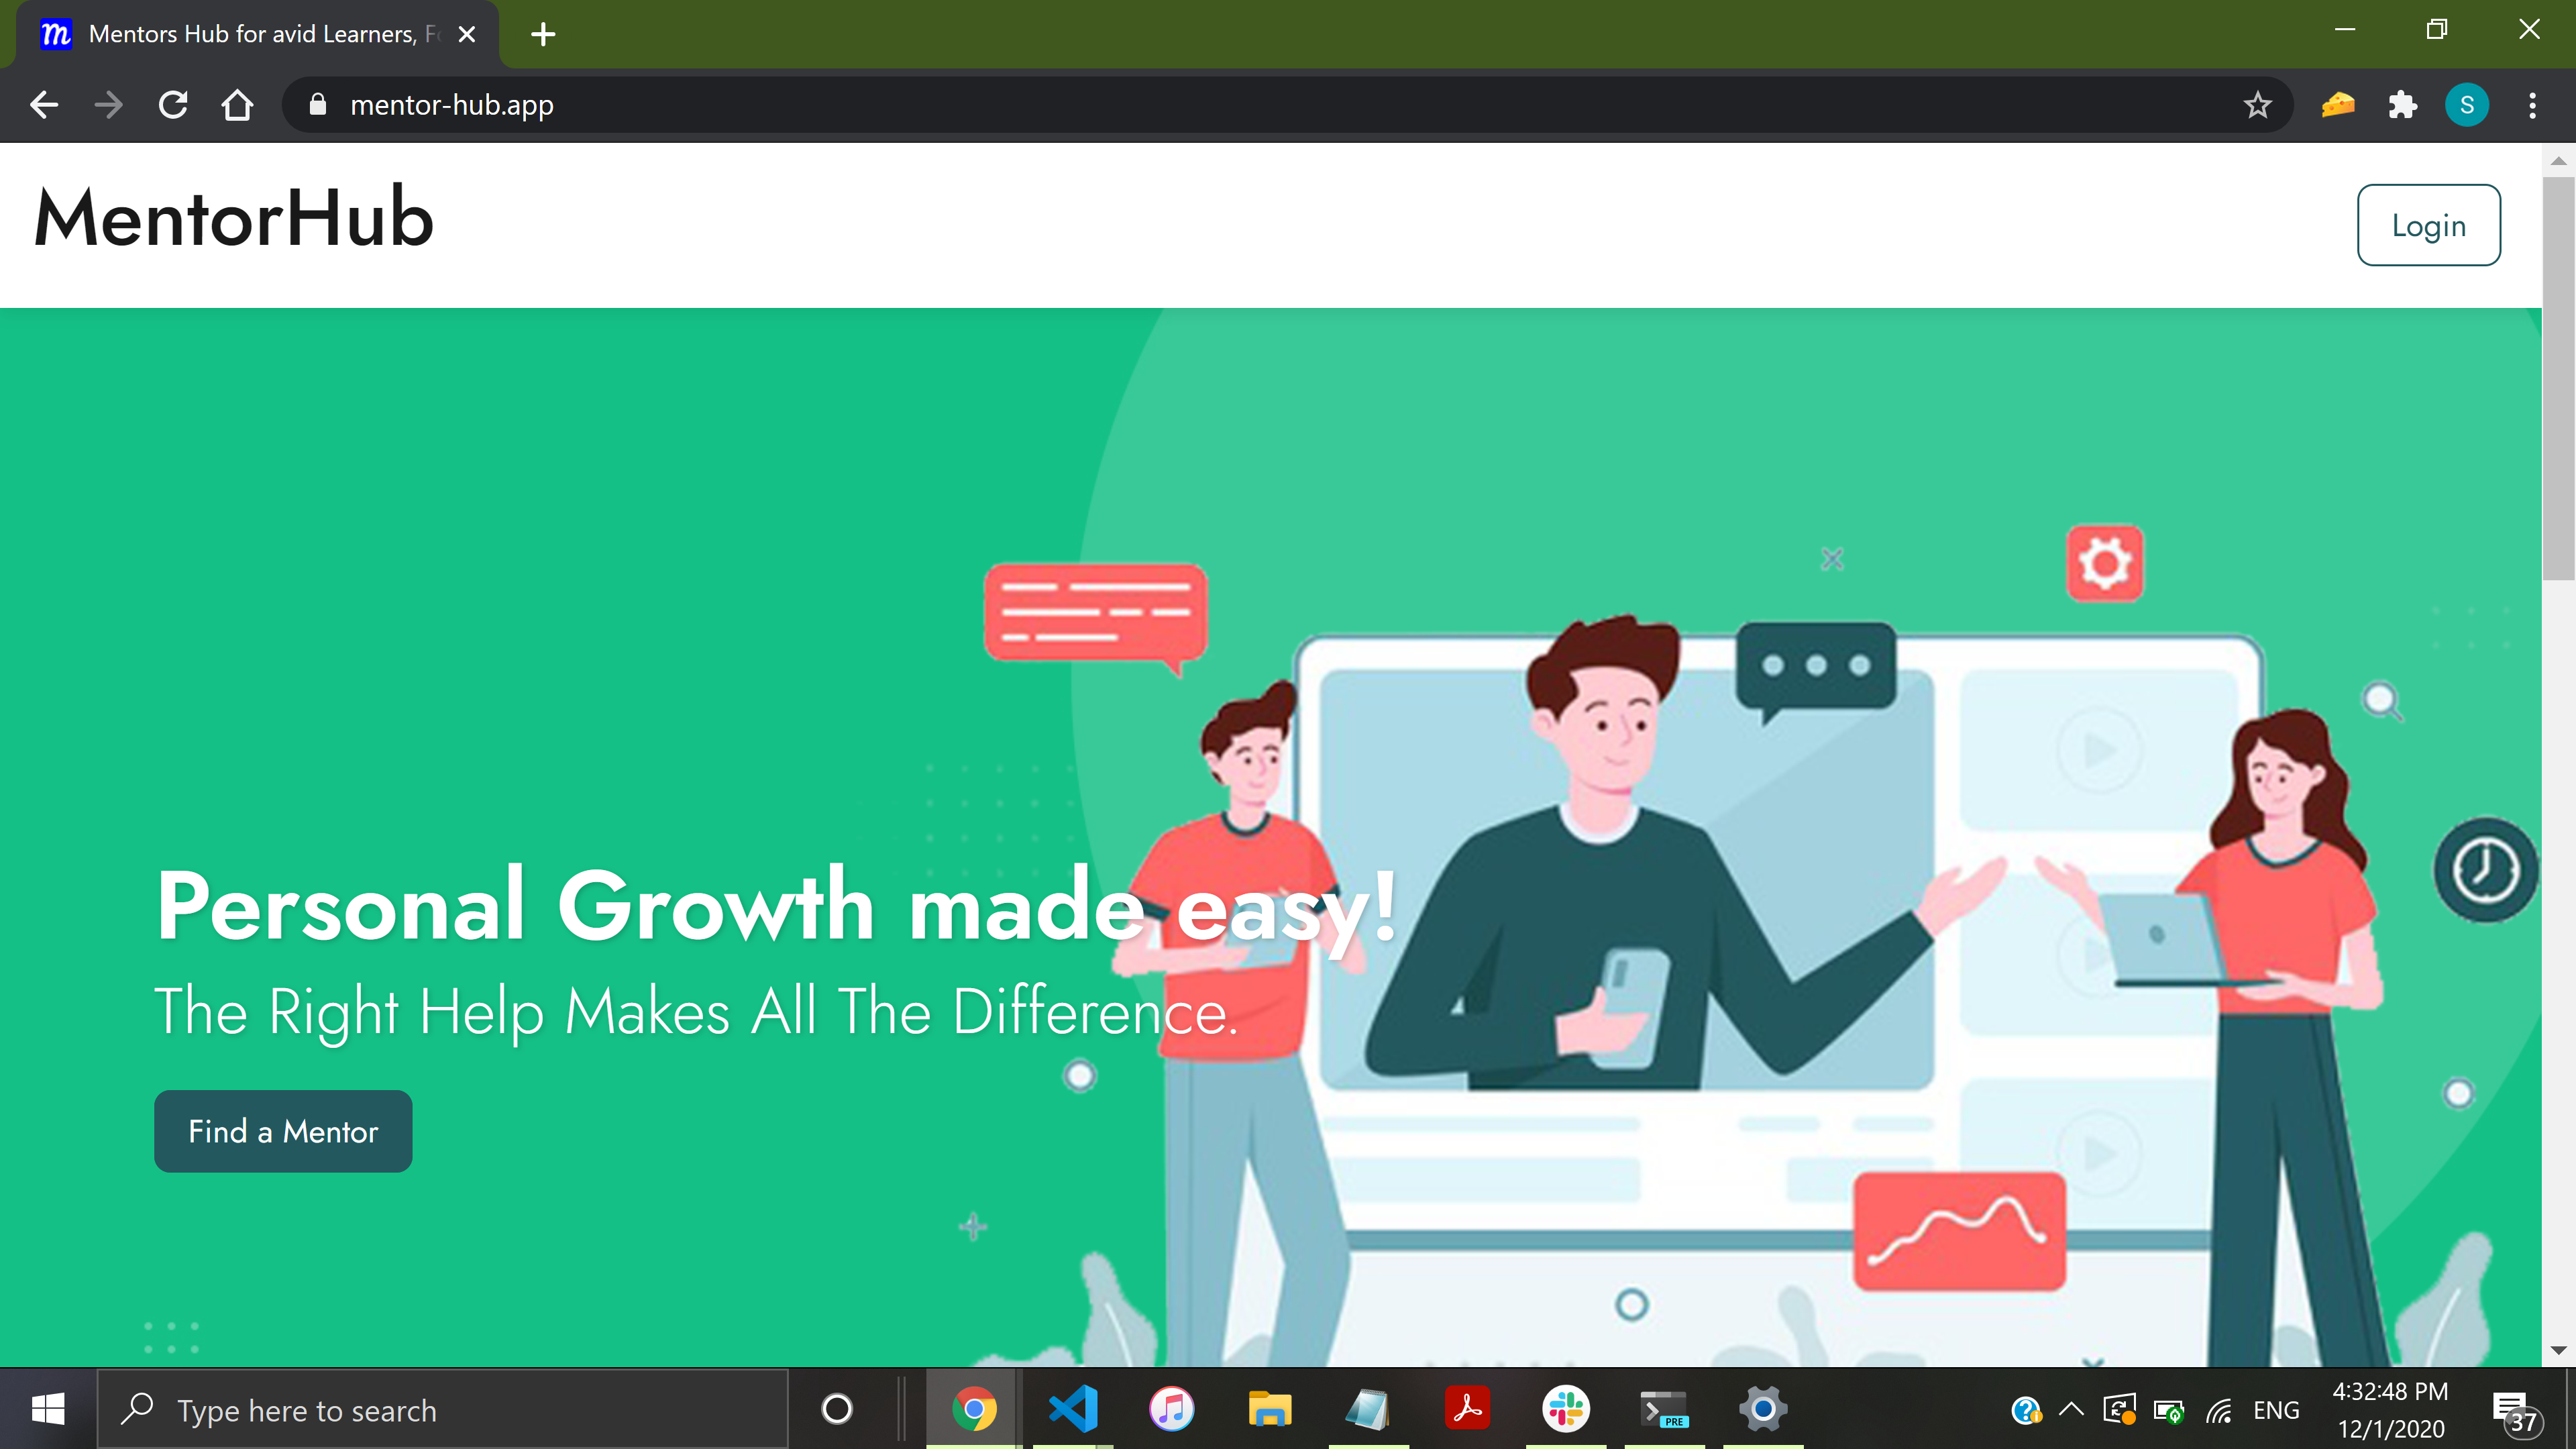 m Mentors Hub for avid Learners, Fo
mentor-hub.app
S
MentorHub
Login
Personal Growth made easy!
The Right Help Makes All The Difference.
Find a Mentor
Type here to search
PRE
ENG
4:32:48 PM
12/1/2020
37